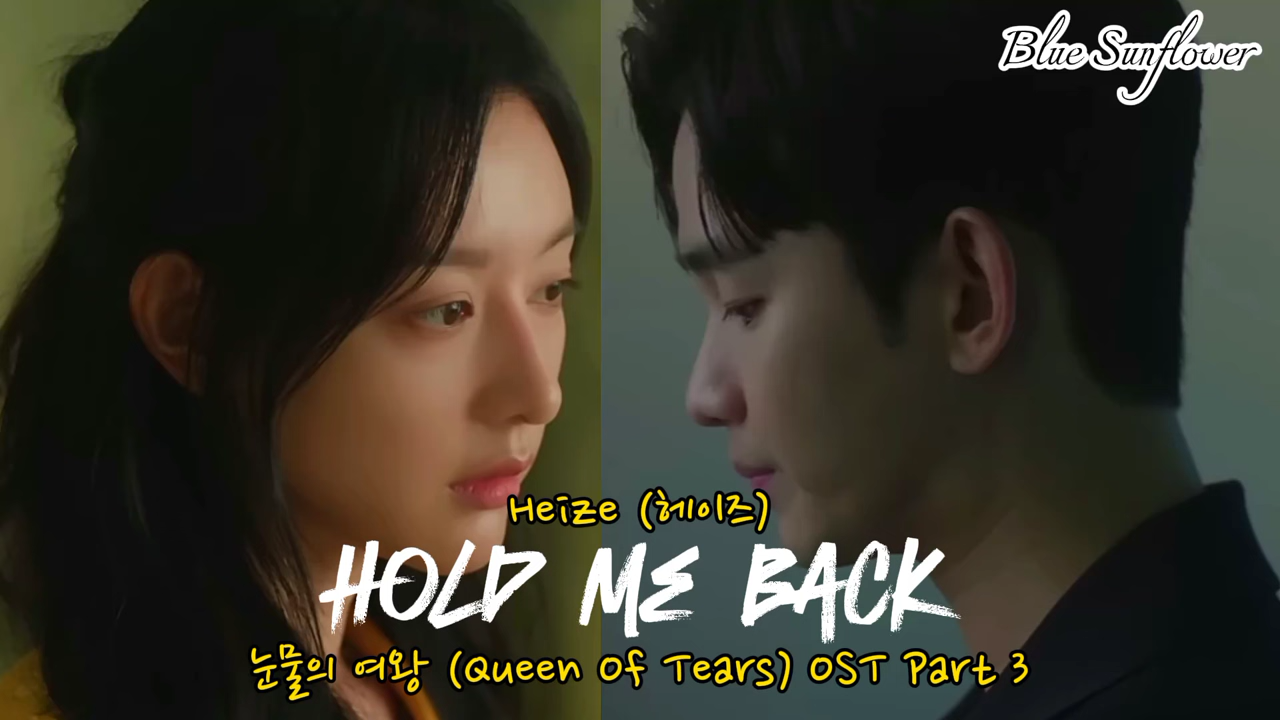 Blue Sunflower
Heize (헤이즈)
HOLD ME BACK
눈물의 여왕 (Queen Of Tears) OST Part 3